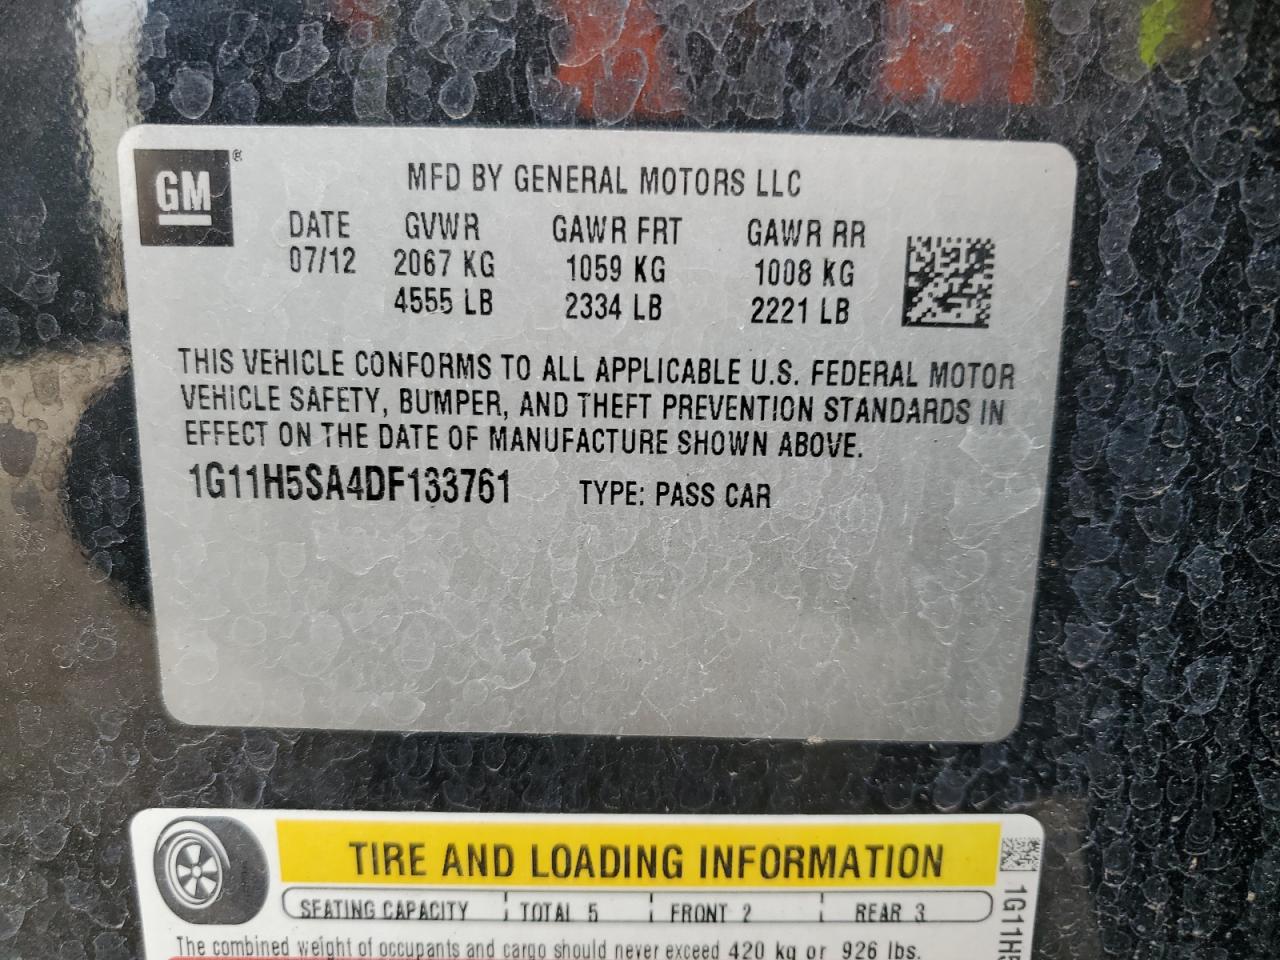 GM ®
MFD BY GENERAL MOTORS LLC
DATE GVWR GAWR FRT GAWR RR
07/12 2067 KG 1059 KG 1008 KG
4555 LB 2334 LB 2221 LB
THIS VEHICLE CONFORMS TO ALL APPLICABLE U.S. FEDERAL MOTOR
VEHICLE SAFETY, BUMPER, AND THEFT PREVENTION STANDARDS IN
EFFECT ON THE DATE OF MANUFACTURE SHOWN ABOVE.
1G11H5SA4DF133761 TYPE: PASS CAR
TIRE AND LOADING INFORMATION
SEATING CAPACITY TOTAL 5 FRONT 2 REAR 3
The combined weight of occupants and cargo should never exceed 420 kg or 926 lbs.
1G11H5